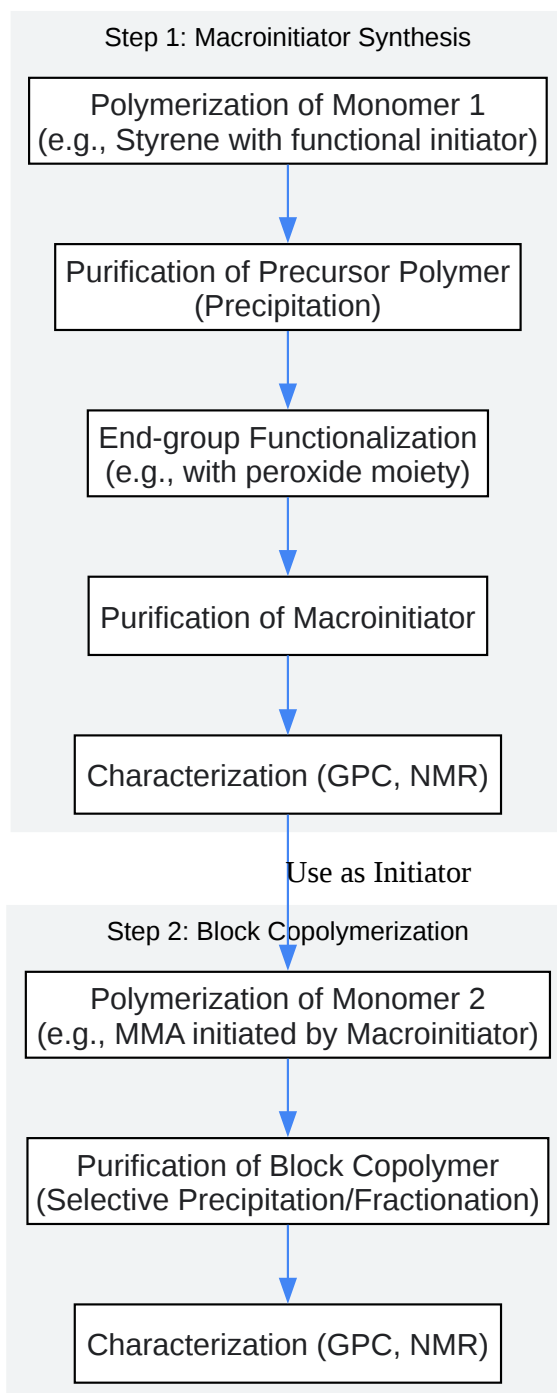 Step 1: Macroinitiator Synthesis
Polymerization of Monomer 1
(e.g., Styrene with functional initiator)
Purification of Precursor Polymer
(Precipitation)
End-group Functionalization
(e.g., with peroxide moiety)
Purification of Macroinitiator
Characterization (GPC, NMR)
Use as Initiator
Step 2: Block Copolymerization
Polymerization of Monomer 2
(e.g., MMA initiated by Macroinitiator)
Purification of Block Copolymer
(Selective Precipitation/Fractionation)
Characterization (GPC, NMR)